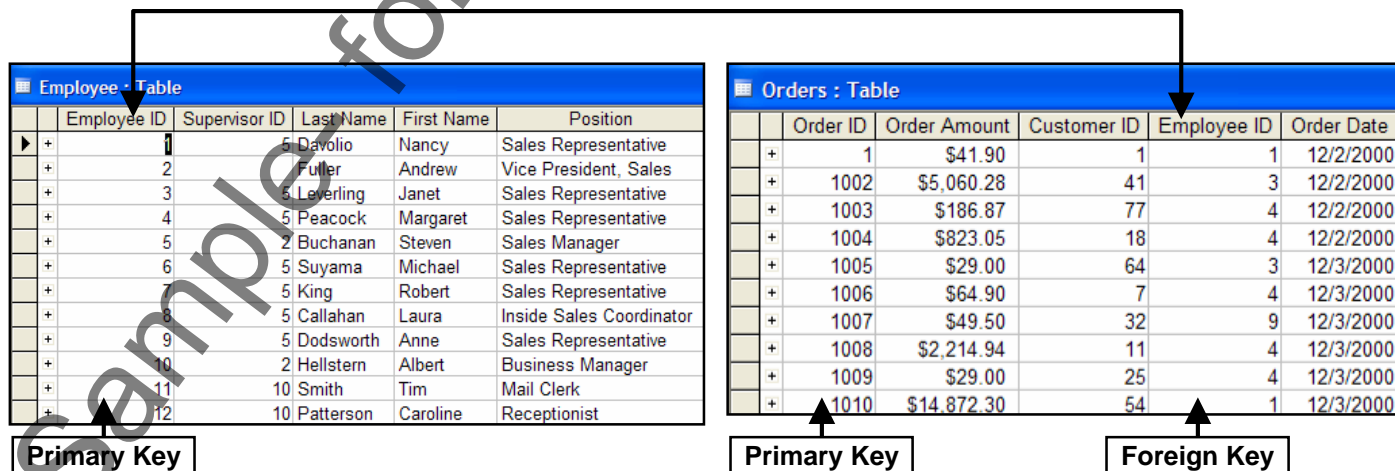 Employee : Table
Employee ID Supervisor ID Last Name First Name Position
+ 1 5 Davolio Nancy Sales Representative
+ 2 Fuller Andrew Vice President, Sales
+ 3 5 Leverling Janet Sales Representative
+ 4 5 Peacock Margaret Sales Representative
+ 5 2 Buchanan Steven Sales Manager
+ 6 5 Suyama Michael Sales Representative
+ 7 5 King Robert Sales Representative
+ 8 5 Callahan Laura Inside Sales Coordinator
+ 9 5 Dodsworth Anne Sales Representative
+ 10 2 Hellstern Albert Business Manager
+ 11 10 Smith Tim Mail Clerk
+ 12 10 Patterson Caroline Receptionist
Primary Key
Orders : Table
Order ID Order Amount Customer ID Employee ID Order Date
+ 1 $41.90 1 1 12/2/2000
+ 1002 $5,060.28 41 3 12/2/2000
+ 1003 $186.87 77 4 12/2/2000
+ 1004 $823.05 18 4 12/2/2000
+ 1005 $29.00 64 3 12/3/2000
+ 1006 $64.90 7 4 12/3/2000
+ 1007 $49.50 32 9 12/3/2000
+ 1008 $2,214.94 11 4 12/3/2000
+ 1009 $29.00 25 4 12/3/2000
+ 1010 $14,872.30 54 1 12/3/2000
Primary Key
Foreign Key
Sample- fo